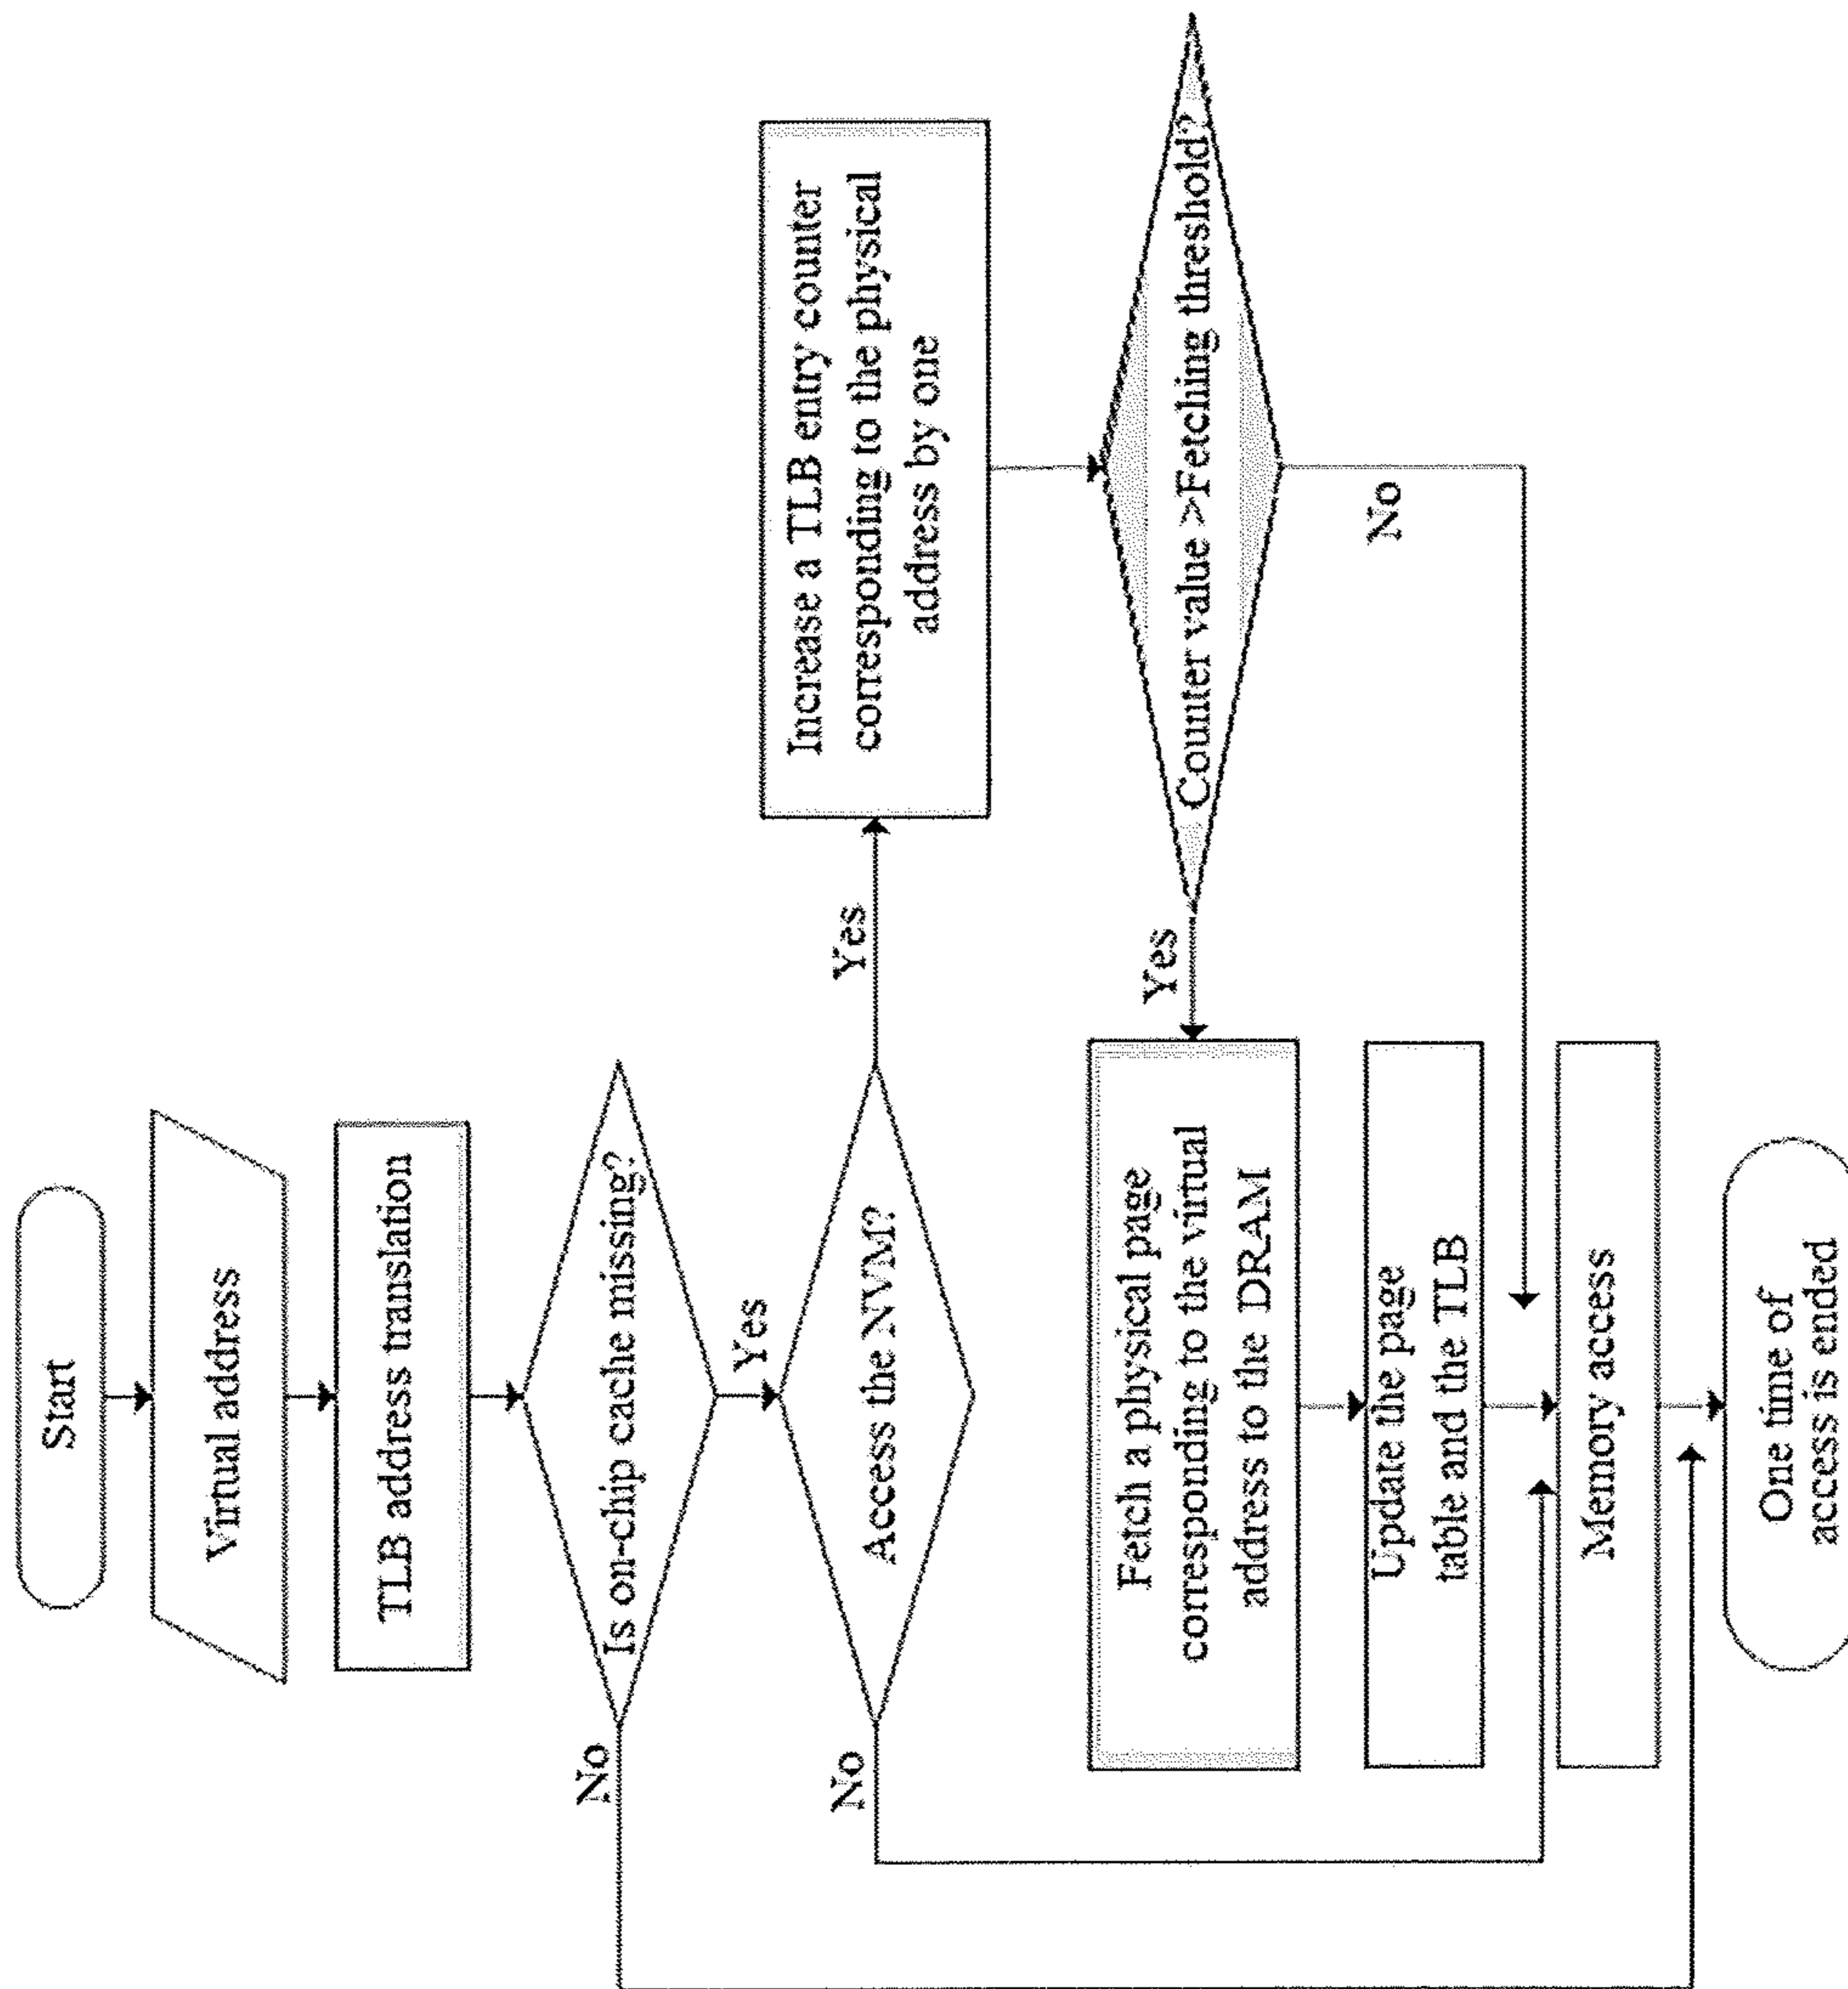 Start
Virtual address
TLB address translation
Is on-chip cache missing?
No
Yes
Access the NVM?
No
Yes
Increase a TLB entry counter
corresponding to the physical
address by one
Counter value >Fetching threshold?
Yes
No
Fetch a physical page
corresponding to the virtual
address to the DRAM
Update the page
table and the TLB
Memory access
One time of
access is ended